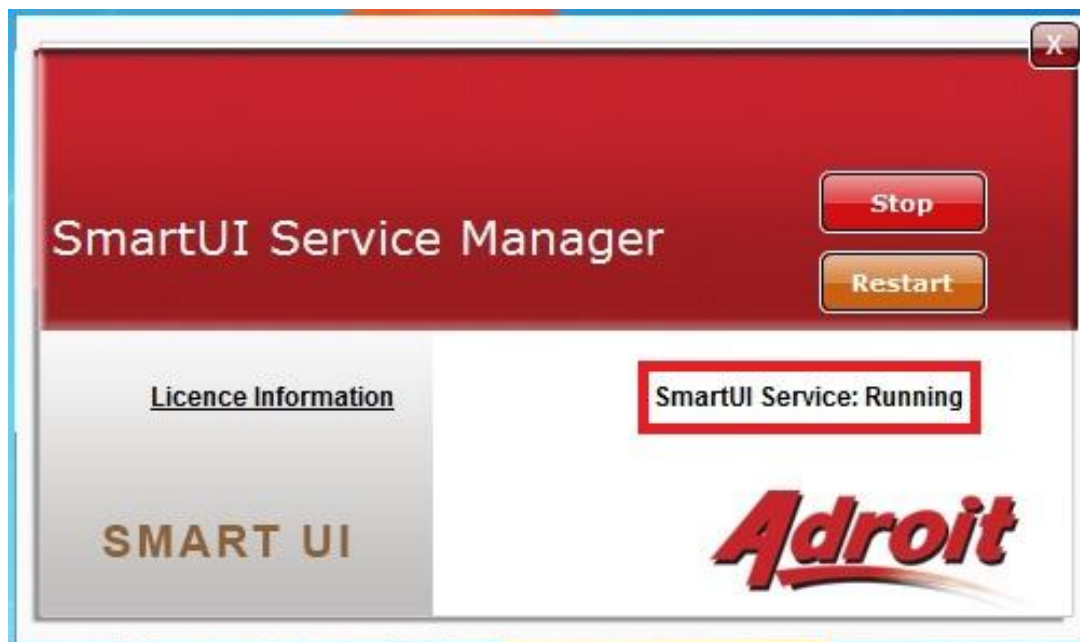 X
Stop
SmartUI Service Manager
Restart
Licence Information
SmartUI Service: Running
SMART UI
Adroit